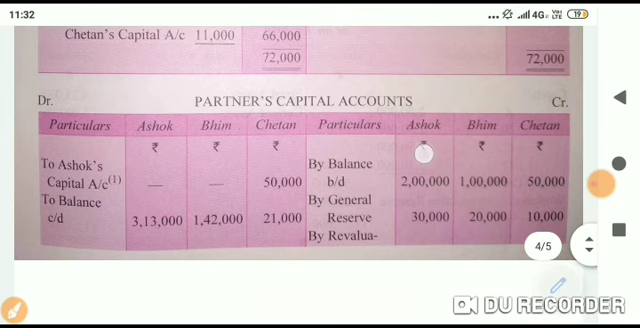 11:32
4G
VoI LTE
19
Chetan's Capital A/c 11,000 66,000
72,000 72,000
Dr. PARTNER'S CAPITAL ACCOUNTS Cr.
Particulars Ashok Bhim Chetan Particulars Ashok Bhim Chetan
₹ ₹ ₹ ₹ ₹ ₹
To Ashok's By Balance
Capital A/c(1) — — 50,000 b/d 2,00,000 1,00,000 50,000
To Balance By General
c/d 3,13,000 1,42,000 21,000 Reserve 30,000 20,000 10,000
By Revalua-
4/5
DU RECORDER